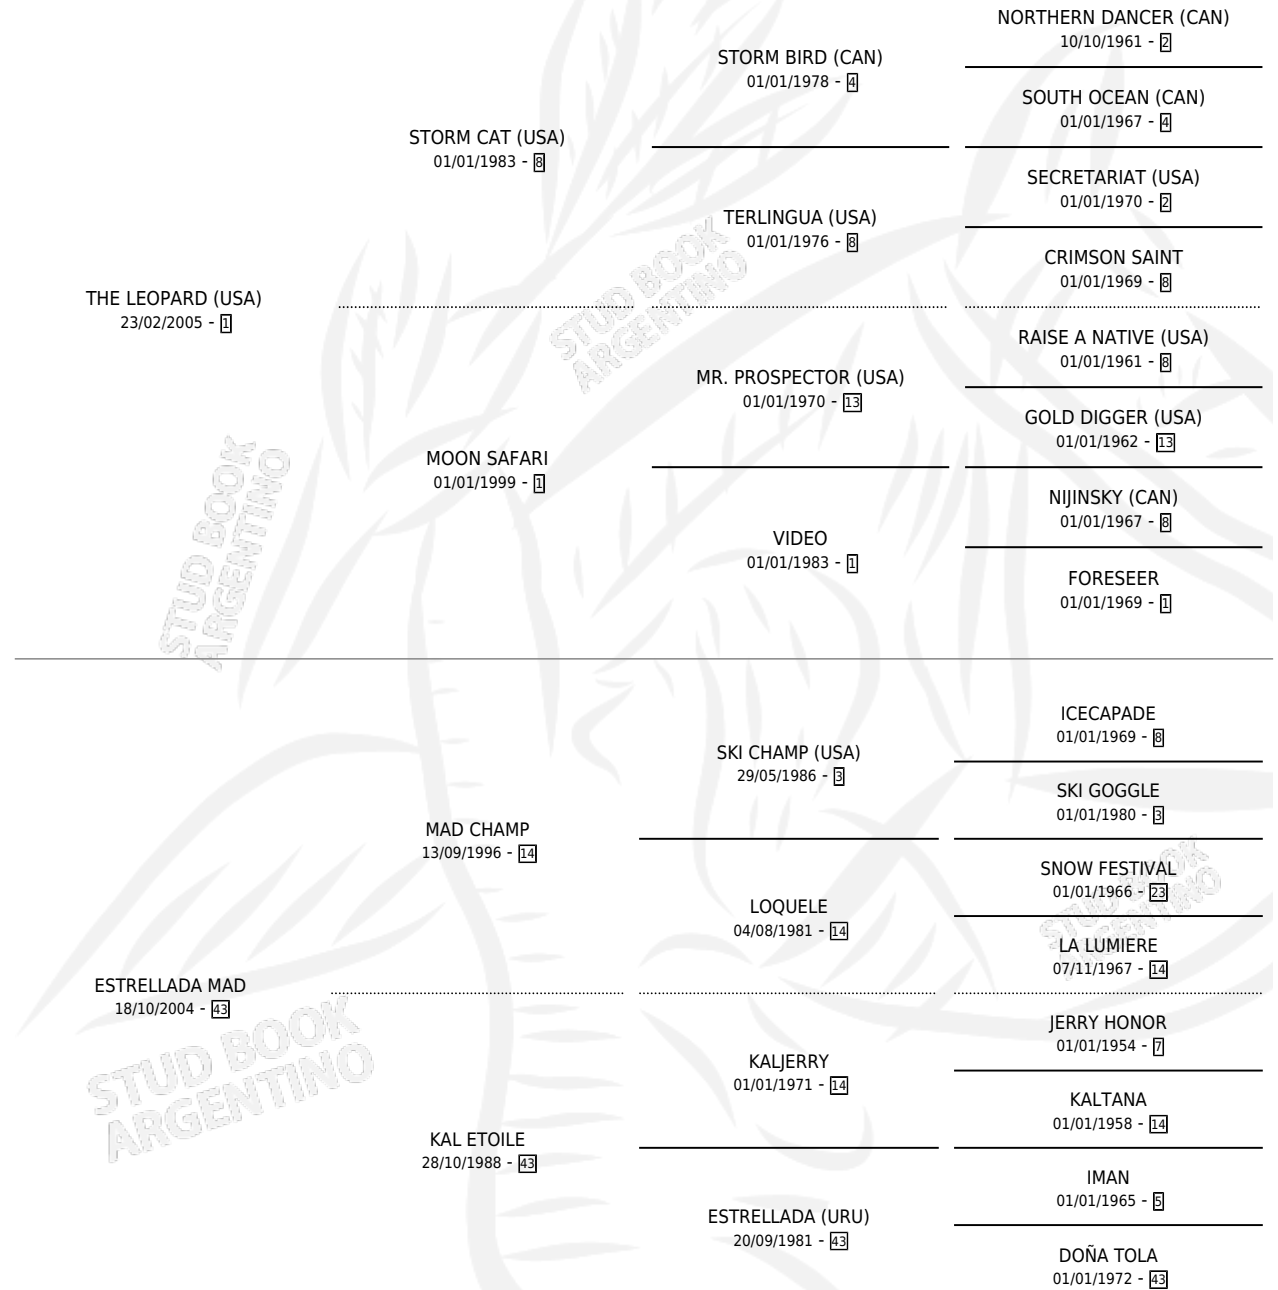 NORTHERN DANCER (CAN)
10/10/1961 - 2
STORM BIRD (CAN)
01/01/1978 - 4
SOUTH OCEAN (CAN)
01/01/1967 - 4
STORM CAT (USA)
01/01/1983 - 8
SECRETARIAT (USA)
01/01/1970 - 2
TERLINGUA (USA)
01/01/1976 - 8
CRIMSON SAINT
01/01/1969 - 8
THE LEOPARD (USA)
23/02/2005 - 1
RAISE A NATIVE (USA)
01/01/1961 - 8
MR. PROSPECTOR (USA)
01/01/1970 - 13
GOLD DIGGER (USA)
01/01/1962 - 13
MOON SAFARI
01/01/1999 - 1
NIJINSKY (CAN)
01/01/1967 - 8
VIDEO
01/01/1983 - 1
FORESEER
01/01/1969 - 1
STUD BOOK
ARGENTINO
STUD BOOK
ARGENTINO
ICECAPADE
01/01/1969 - 8
SKI CHAMP (USA)
29/05/1986 - 3
SKI GOGGLE
01/01/1980 - 3
MAD CHAMP
13/09/1996 - 14
SNOW FESTIVAL
01/01/1966 - 23
LOQUELE
04/08/1981 - 14
LA LUMIERE
07/11/1967 - 14
ESTRELLADA MAD
18/10/2004 - 43
JERRY HONOR
01/01/1954 - 7
KALJERRY
01/01/1971 - 14
KALTANA
01/01/1958 - 14
KAL ETOILE
28/10/1988 - 43
IMAN
01/01/1965 - 5
ESTRELLADA (URU)
20/09/1981 - 43
DOÑA TOLA
01/01/1972 - 43
STUD BOOK
ARGENTINO
STUD BOOK
ARGENTINO